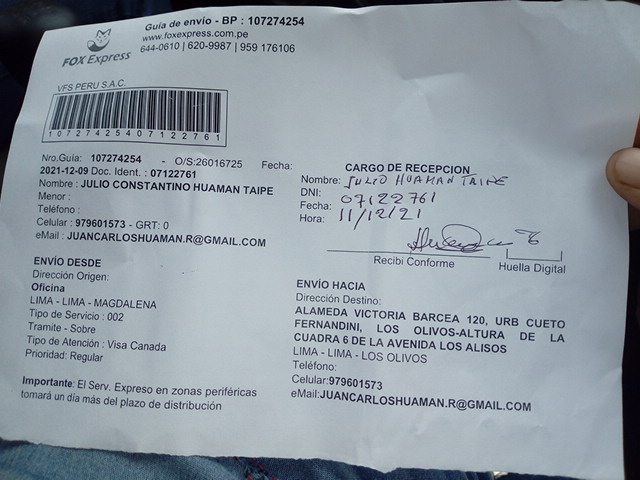 FOX Express
Guía de envío - BP : 107274254
www.foxexpress.com.pe
644-0610 | 620-9987 | 959 176106
VFS PERU S.A.C.
10727425407122761
Nro.Guía: 107274254 - O/S:26016725 Fecha:
2021-12-09 Doc. Ident. : 07122761
Nombre : JULIO CONSTANTINO HUAMAN TAIPE
Menor :
Teléfono :
Celular : 979601573 - GRT: 0
eMail : JUANCARLOSHUAMAN.R@GMAIL.COM
CARGO DE RECEPCION
Nombre: JULIO HUAMAN TAIPE
DNI: 07122761
Fecha: 11/12/21
Hora:
Recibi Conforme
Huella Digital
ENVÍO DESDE
Dirección Origen:
Oficina
LIMA - LIMA - MAGDALENA
Tipo de Servicio : 002
Tramite - Sobre
Tipo de Atención : Visa Canada
Prioridad: Regular
Importante: El Serv. Expreso en zonas periféricas
tomará un día más del plazo de distribución
ENVÍO HACIA
Dirección Destino:
ALAMEDA VICTORIA BARCEA 120, URB CUETO
FERNANDINI, LOS OLIVOS-ALTURA DE LA
CUADRA 6 DE LA AVENIDA LOS ALISOS
LIMA - LIMA - LOS OLIVOS
Teléfono:
Celular:979601573
eMail:JUANCARLOSHUAMAN.R@GMAIL.COM